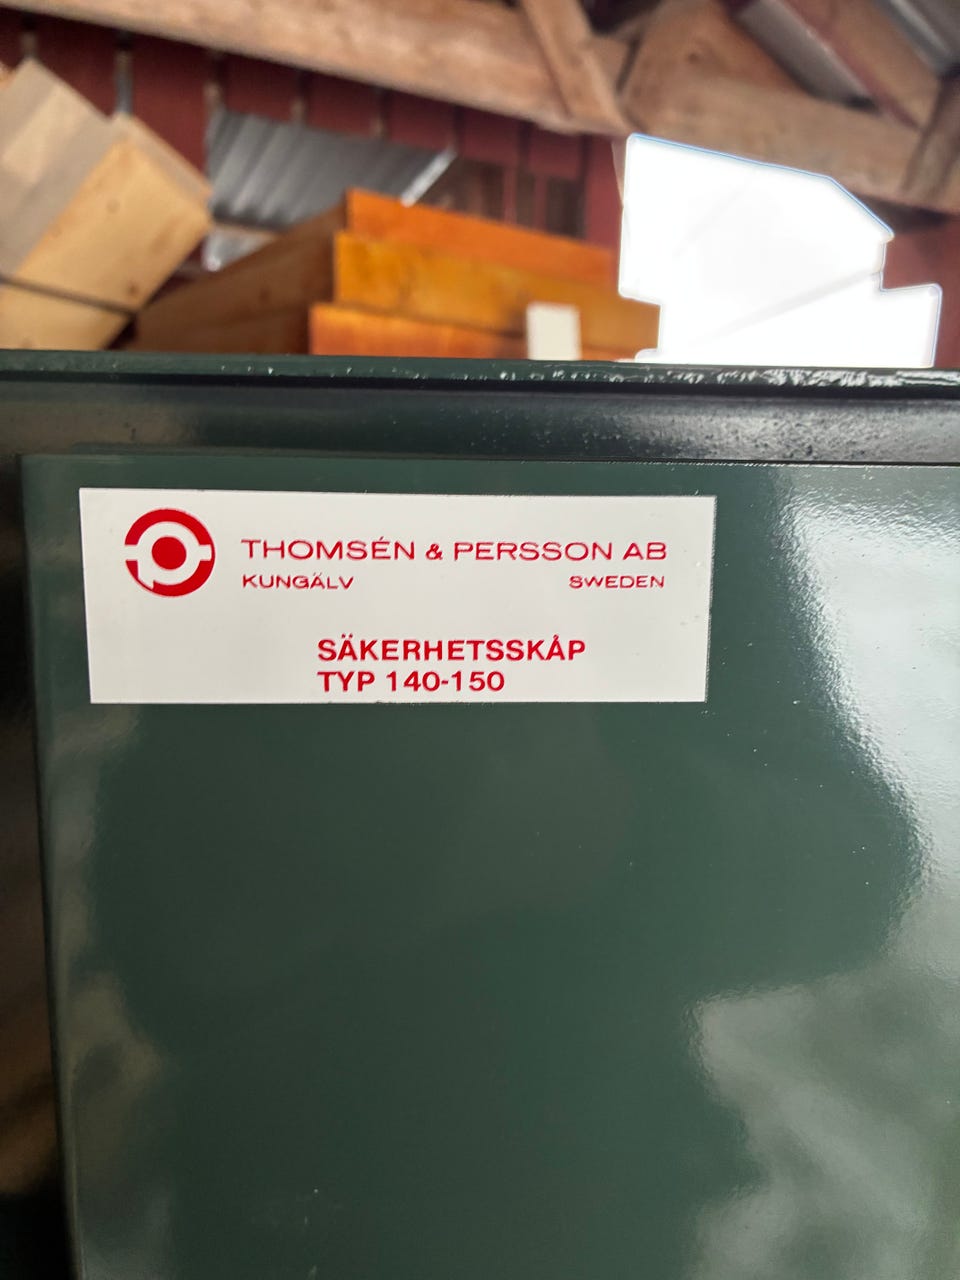 THOMSÉN & PERSSON AB
KUNGÄLV SWEDEN
SÄKERHETSSKÅP
TYP 140-150